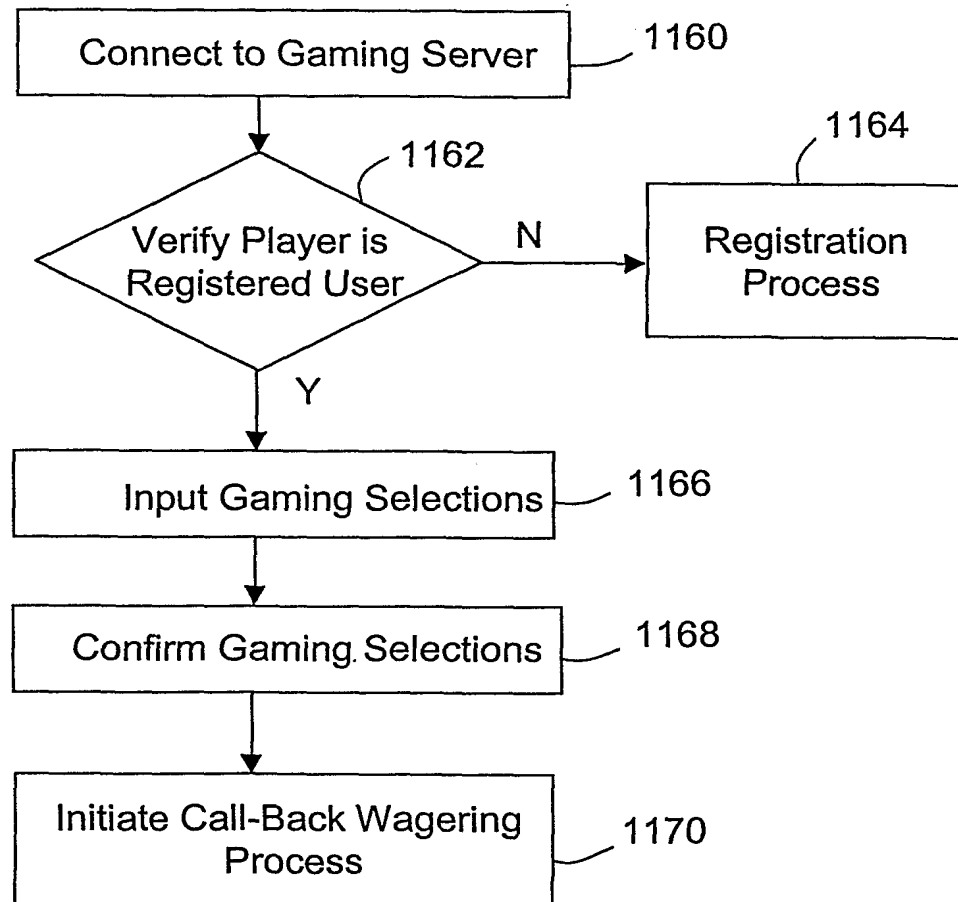 Connect to Gaming Server
1160
1162
1164
Verify Player is
Registered User
N
Registration
Process
Y
Input Gaming Selections
1166
Confirm Gaming Selections
1168
Initiate Call-Back Wagering
Process
1170